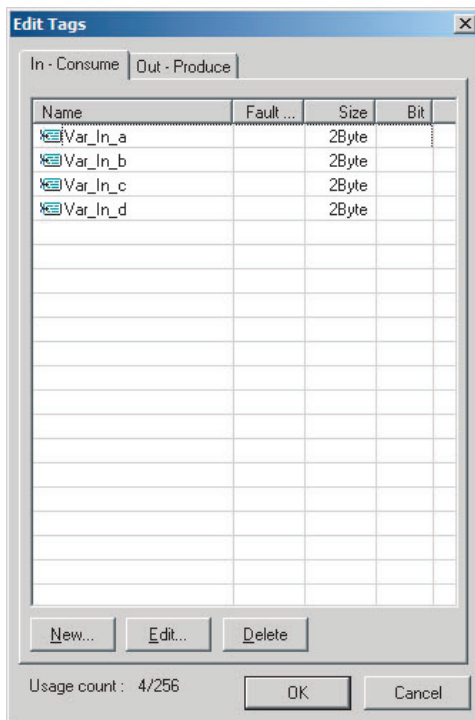 Edit Tags
In - Consume Out - Produce
Name Fault ... Size Bit
Var_In_a 2Byte
Var_In_b 2Byte
Var_In_c 2Byte
Var_In_d 2Byte
New... Edit... Delete
Usage count : 4/256 OK Cancel